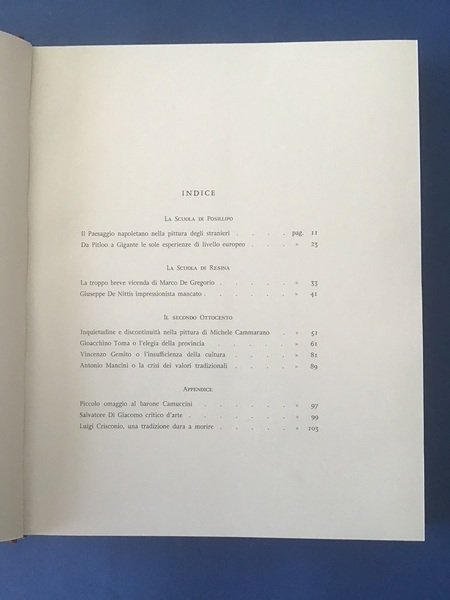 INDICE
La Scuola di Posillipo
Il Paesaggio napoletano nella pittura degli stranieri . . . . pag. 11
Da Pitloo a Gigante le sole esperienze di livello europeo . . . . » 23
La Scuola di Resina
La troppo breve vicenda di Marco De Gregorio . . . . . » 33
Giuseppe De Nittis impressionista mancato . . . . . . » 41
Il secondo Ottocento
Inquietudine e discontinuità nella pittura di Michele Cammarano . . » 51
Gioacchino Toma o l'elegia della provincia . . . . . » 61
Vincenzo Gemito o l'insufficienza della cultura . . . . . » 81
Antonio Mancini o la crisi dei valori tradizionali . . . . . » 89
Appendice
Piccolo omaggio al barone Camuccini . . . . . . » 97
Salvatore Di Giacomo critico d'arte . . . . . . » 99
Luigi Crisconio, una tradizione dura a morire . . . . . » 103